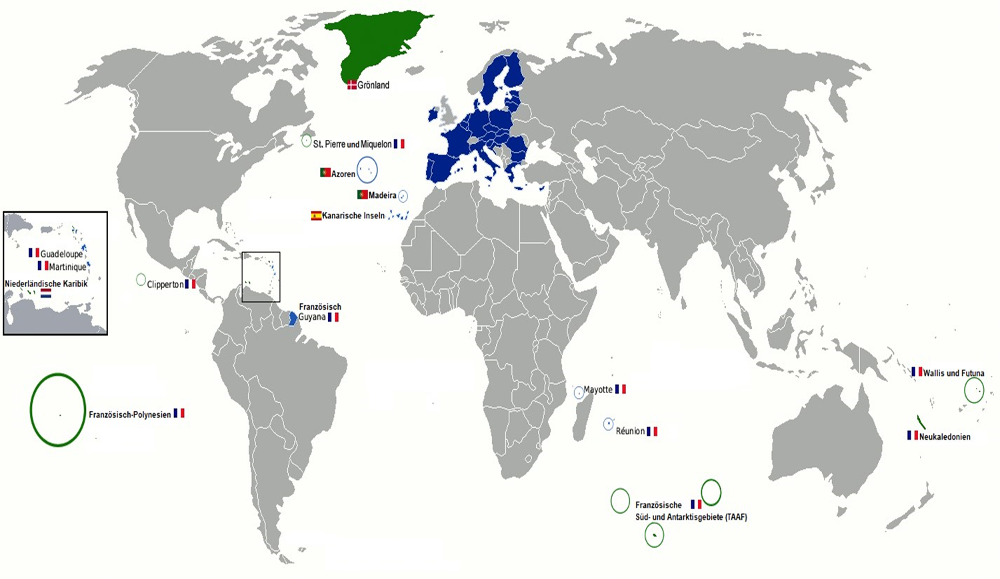 Grönland
St. Pierre und Miquelon
Azoren
Madeira
Kanarische Inseln
Guadeloupe
Martinique
Niederländische Karibik
Clipperton
Französisch
Guyana
Französisch-Polynesien
Mayotte
Réunion
Wallis und Futuna
Neukaledonien
Französische
Süd- und Antarktisgebiete (TAAF)